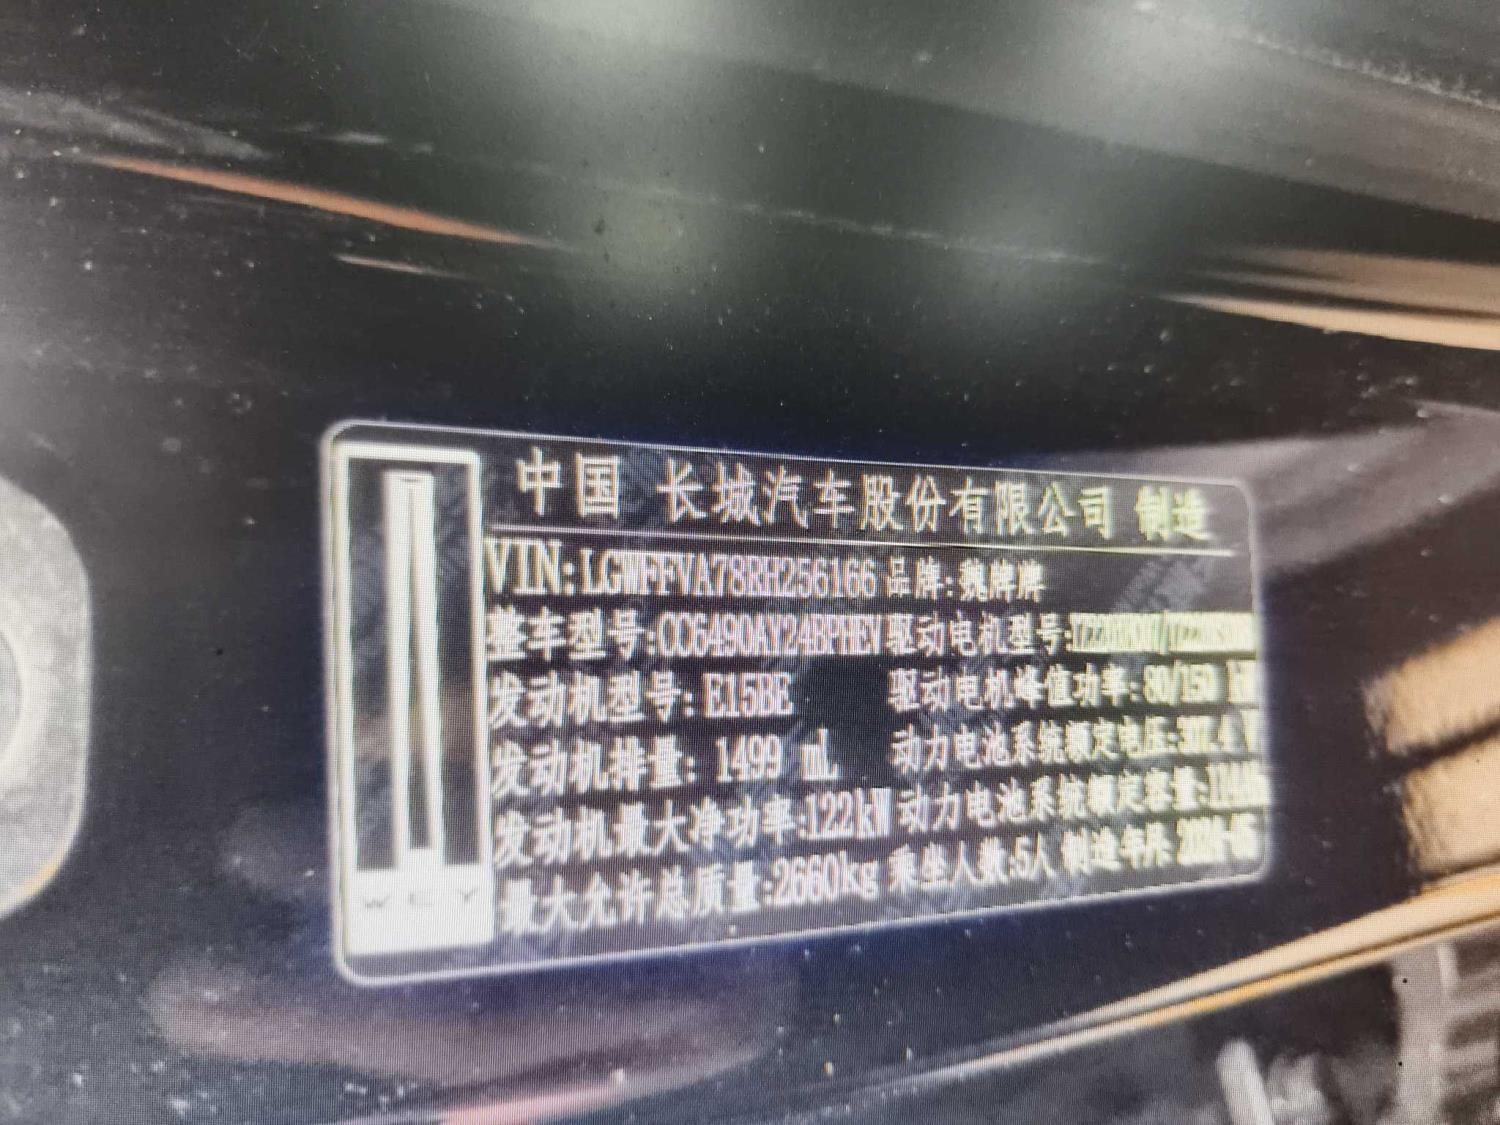 中国 长城汽车股份有限公司 制造
VIN:LGWFFVA78RH256166 品牌:魏牌牌
整车型号:CC6490AY24BPHEV 驱动电机型号:
发动机型号: E15BE 驱动电机峰值功率:80/150 kW
发动机排量: 1499 mL 动力电池系统额定电压: V
发动机最大净功率:122kW 动力电池系统额定容量:
最大允许总质量:2660kg 乘坐人数:5人 制造年月:
WEY